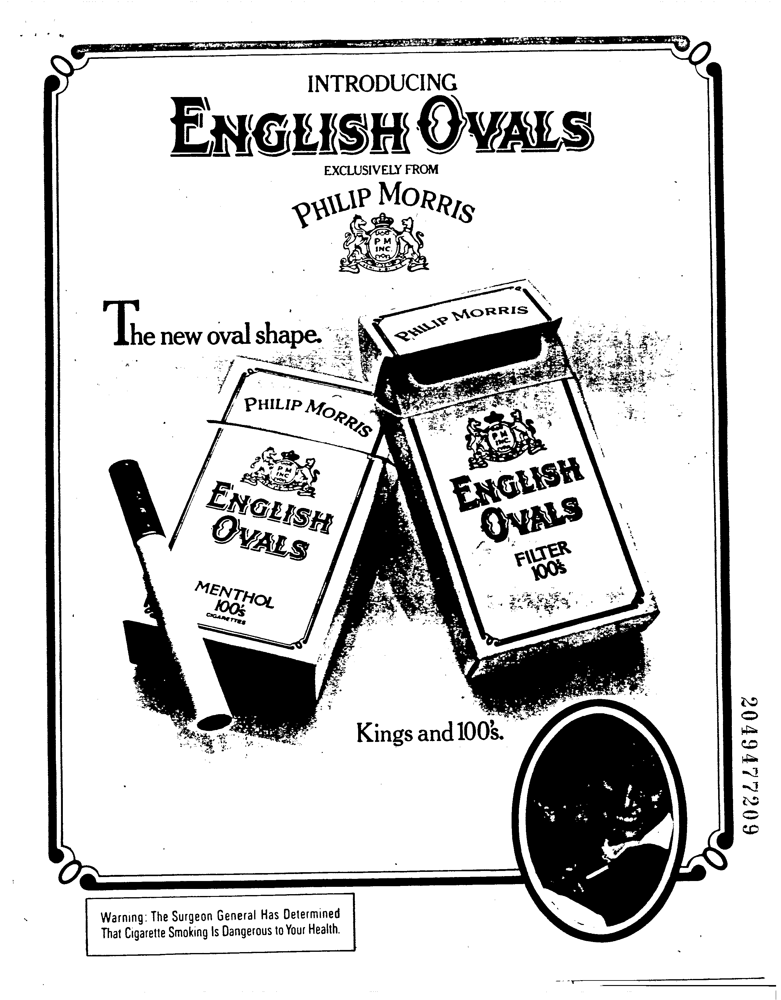 INTRODUCING
ENGLISH OVALS
EXCLUSIVELY FROM
PHILIP MORRIS
P M
INC
The new oval shape.
PHILIP MORRIS
PHILIP MORRIS
P M
INC
ENGLISH
OVALS
MENTHOL
100's
CIGARETTES
P M
INC
ENGLISH
OVALS
FILTER
100's
Kings and 100's.
2049477209
Warning: The Surgeon General Has Determined
That Cigarette Smoking Is Dangerous to Your Health.